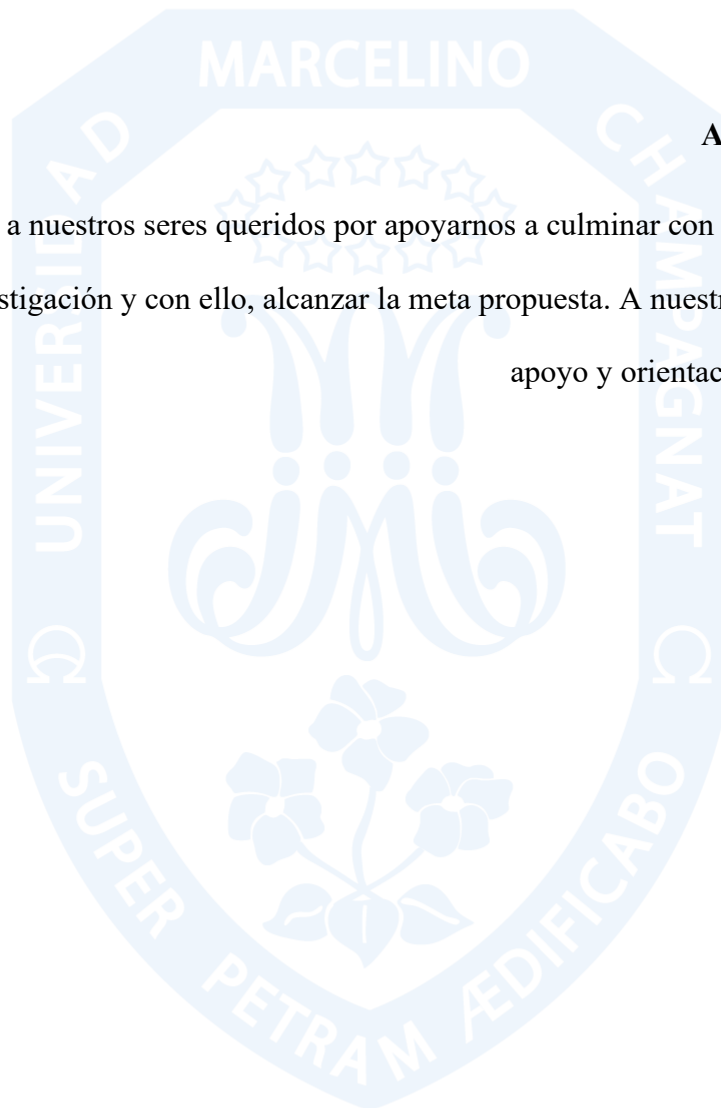 MARCELINO
CHAMPAGNAT
UNIVERSIDAD
A
a nuestros seres queridos por apoyarnos a culminar con
stigación y con ello, alcanzar la meta propuesta. A nuestr
apoyo y orientac
SUPER PETRAM ÆDIFICABO